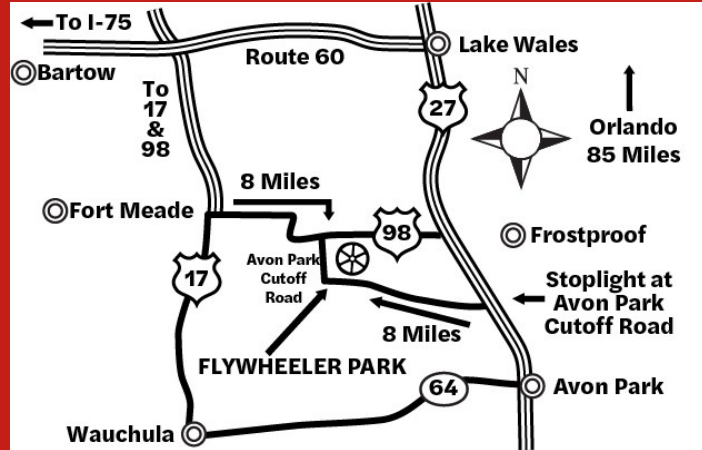 To I-75
Route 60
Lake Wales
Bartow
To
17
&
98
27
N
Orlando
85 Miles
8 Miles
Fort Meade
98
Frostproof
17
Avon Park
Cutoff
Road
Stoplight at
Avon Park
Cutoff Road
8 Miles
FLYWHEELER PARK
64
Avon Park
Wauchula